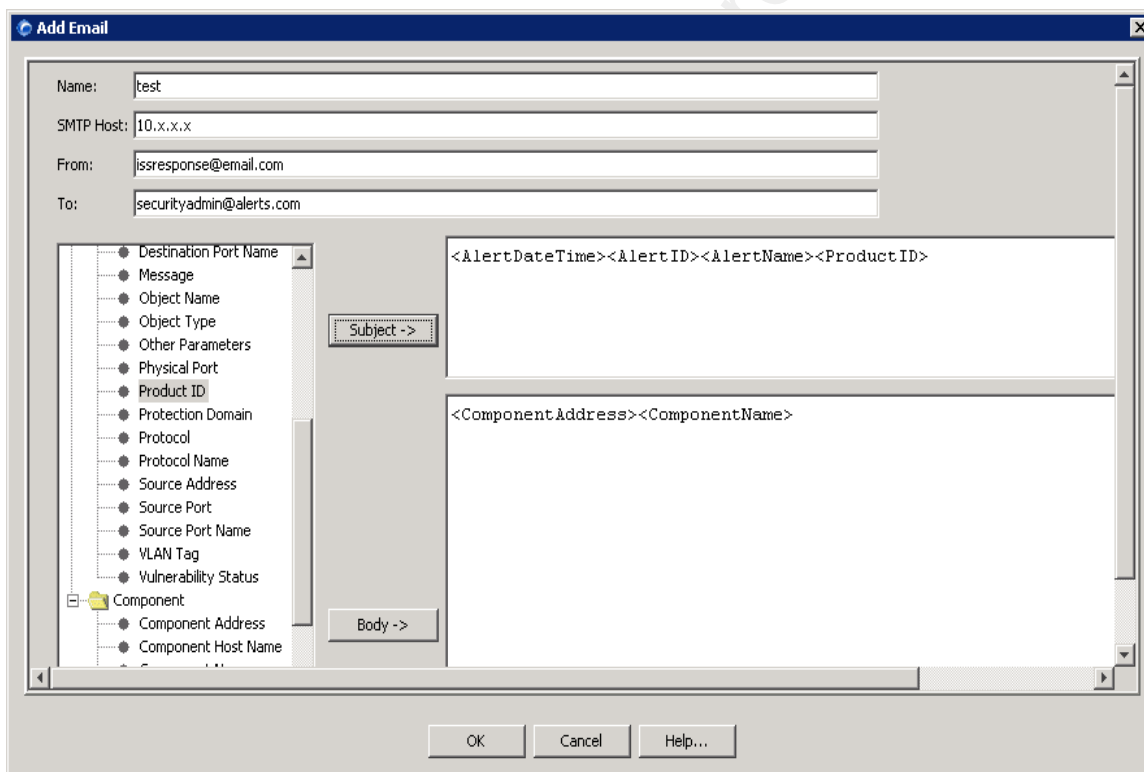 Add Email
Name: test
SMTP Host: 10.x.x.x
From: issresponse@email.com
To: securityadmin@alerts.com
Destination Port Name
Message
Object Name
Object Type
Other Parameters
Physical Port
Product ID
Protection Domain
Protocol
Protocol Name
Source Address
Source Port
Source Port Name
VLAN Tag
Vulnerability Status
Component
Component Address
Component Host Name
Subject ->
<AlertDateTime><AlertID><AlertName><ProductID>
Body ->
<ComponentAddress><ComponentName>
OK Cancel Help...